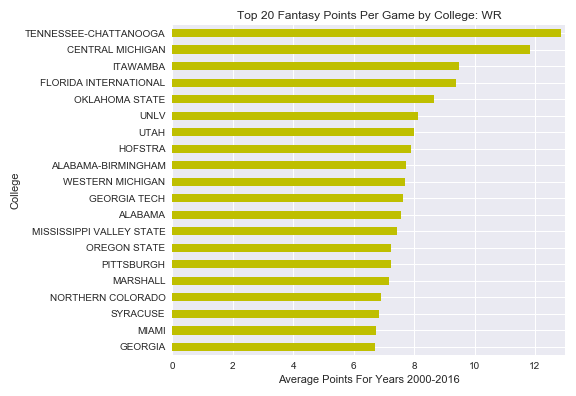 Top 20 Fantasy Points Per Game by College: WR
TENNESSEE-CHATTANOOGA
CENTRAL MICHIGAN
ITAWAMBA
FLORIDA INTERNATIONAL
OKLAHOMA STATE
UNLV
UTAH
HOFSTRA
ALABAMA-BIRMINGHAM
WESTERN MICHIGAN
GEORGIA TECH
ALABAMA
MISSISSIPPI VALLEY STATE
OREGON STATE
PITTSBURGH
MARSHALL
NORTHERN COLORADO
SYRACUSE
MIAMI
GEORGIA
College
0 2 4 6 8 10 12
Average Points For Years 2000-2016